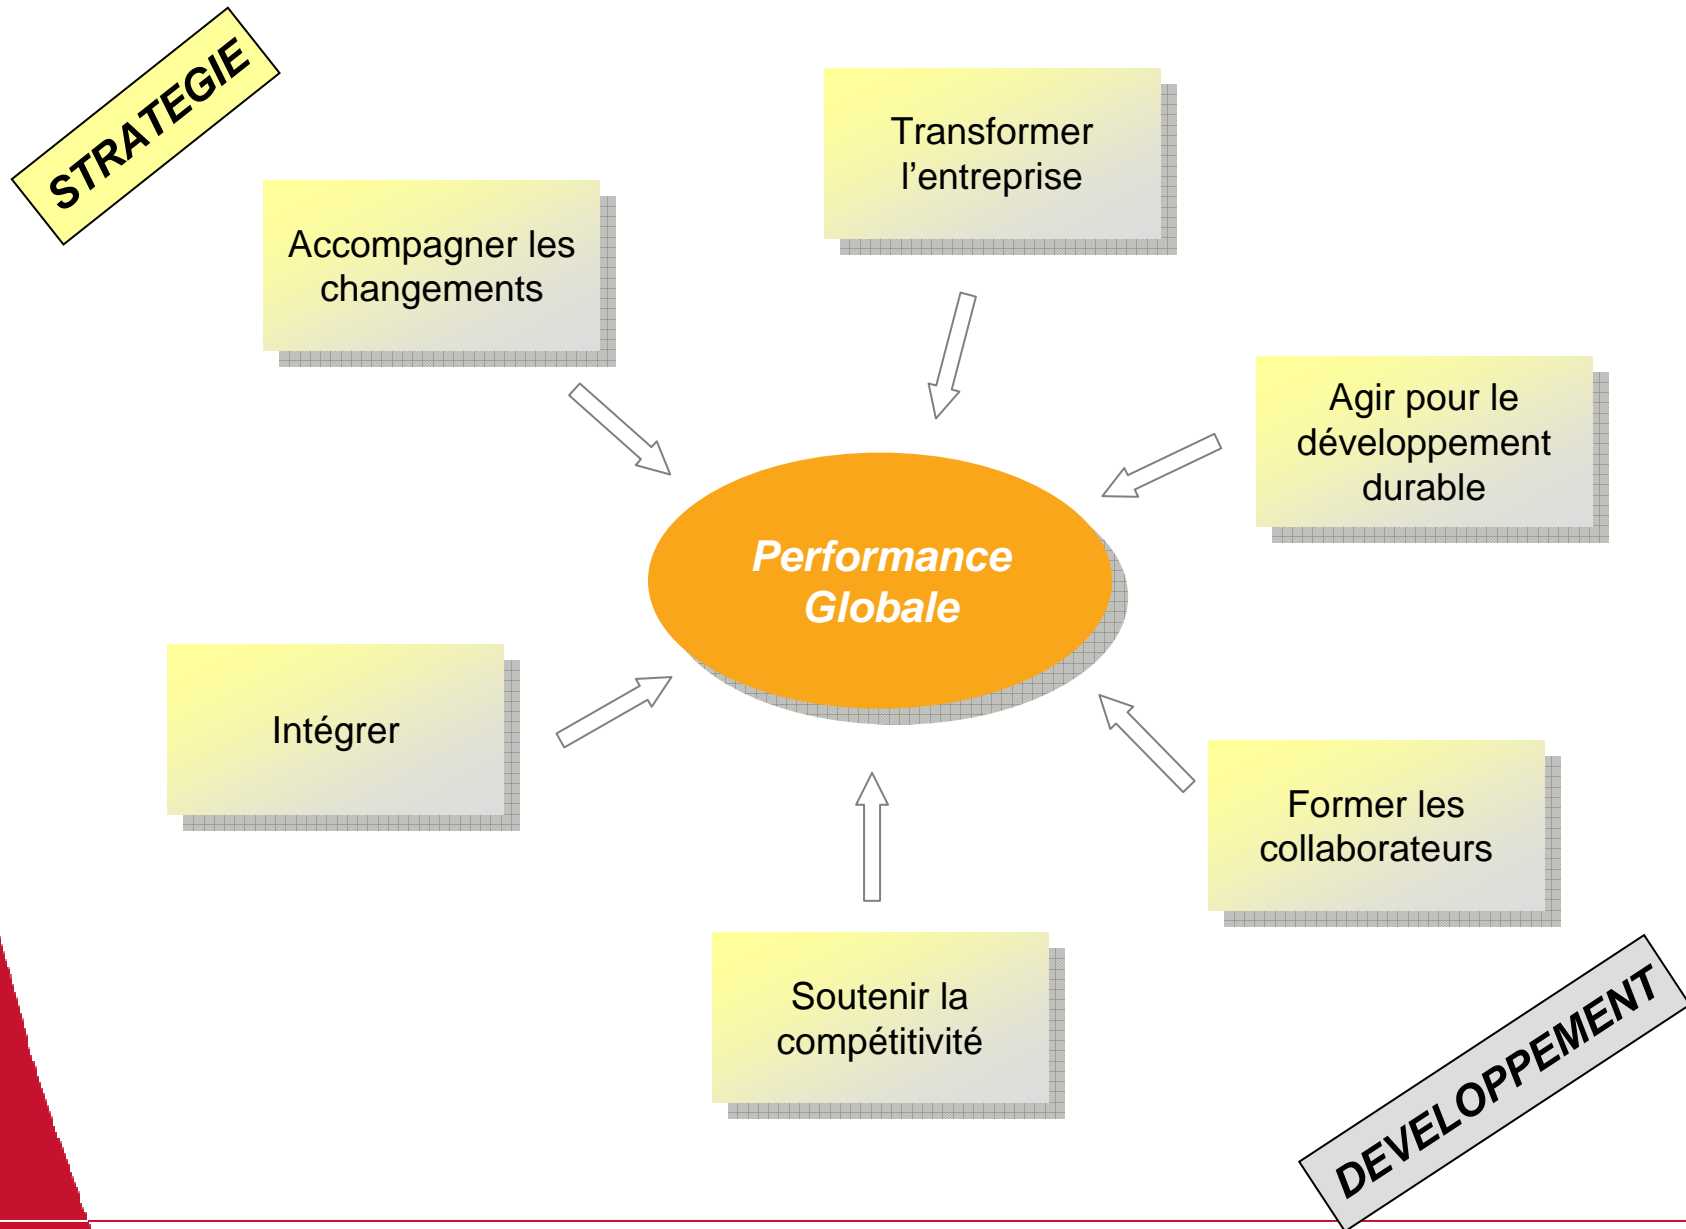 STRATEGIE
Transformer
l’entreprise
Accompagner les
changements
Agir pour le
développement
durable
Performance
Globale
Intégrer
Former les
collaborateurs
Soutenir la
compétitivité
DEVELOPPEMENT